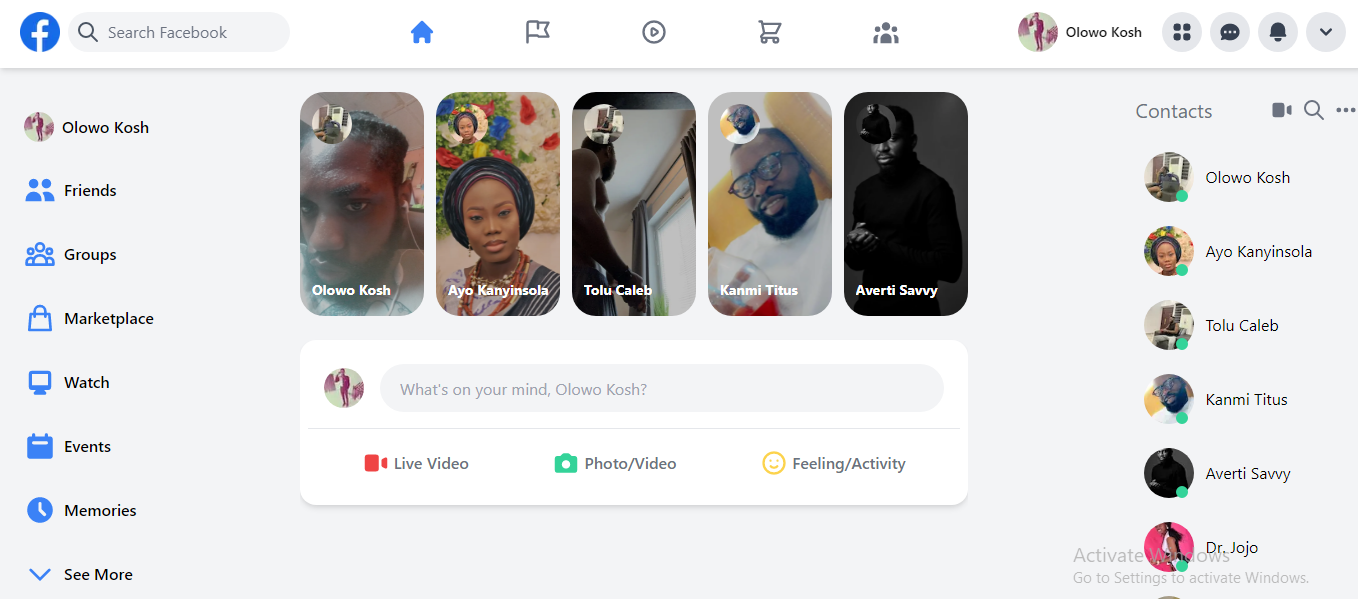 Search Facebook
Olowo Kosh
Olowo Kosh
Friends
Groups
Marketplace
Watch
Events
Memories
See More
Olowo Kosh
Ayo Kanyinsola
Tolu Caleb
Kanmi Titus
Averti Savvy
What's on your mind, Olowo Kosh?
Live Video
Photo/Video
Feeling/Activity
Contacts
Olowo Kosh
Ayo Kanyinsola
Tolu Caleb
Kanmi Titus
Averti Savvy
Dr. Jojo
Activate Windows
Go to Settings to activate Windows.